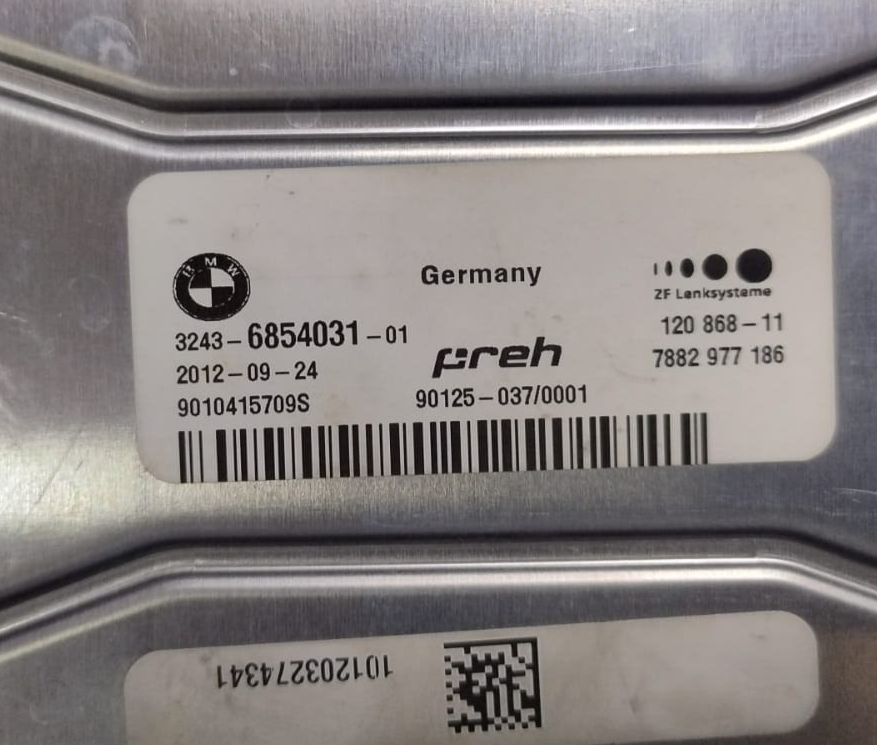 BMW
Germany
ZF Lenksysteme
3243-6854031-01
120 868-11
preh
7882 977 186
2012-09-24
9010415709S
90125-037/0001
101203274341